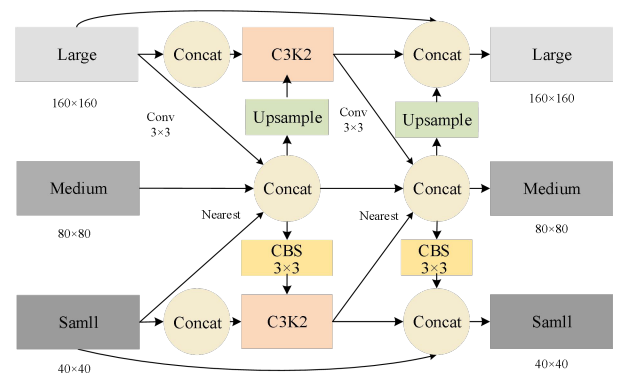 Large
Concat
C3K2
Concat
Large
160×160
160×160
Conv
3×3
Upsample
Conv
3×3
Upsample
Medium
Concat
Concat
Medium
80×80
Nearest
Nearest
80×80
CBS
3×3
CBS
3×3
Samll
Concat
C3K2
Concat
Samll
40×40
40×40